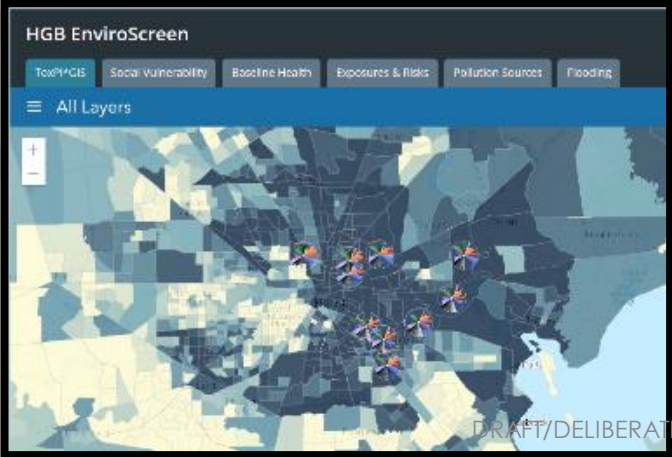 HGB EnviroScreen
ToxPi*GIS Social Vulnerability Baseline Health Exposures & Risks Pollution Sources Flooding
All Layers
+
−
DRAFT/DELIBERAT